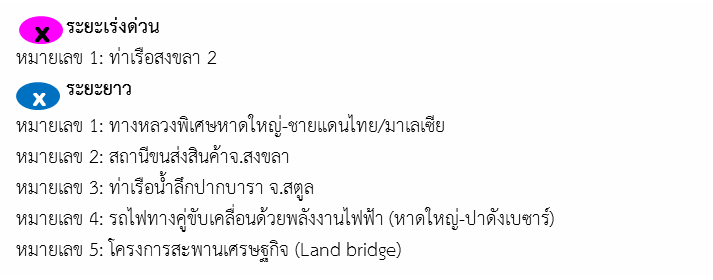 x ระยะเร่งด่วน
หมายเลข 1: ท่าเรือสงขลา 2
x ระยะยาว
หมายเลข 1: ทางหลวงพิเศษหาดใหญ่-ชายแดนไทย/มาเลเซีย
หมายเลข 2: สถานีขนส่งสินค้าจ.สงขลา
หมายเลข 3: ท่าเรือน้ำลึกปากบารา จ.สตูล
หมายเลข 4: รถไฟทางคู่ขับเคลื่อนด้วยพลังงานไฟฟ้า (หาดใหญ่-ปาดังเบซาร์)
หมายเลข 5: โครงการสะพานเศรษฐกิจ (Land bridge)